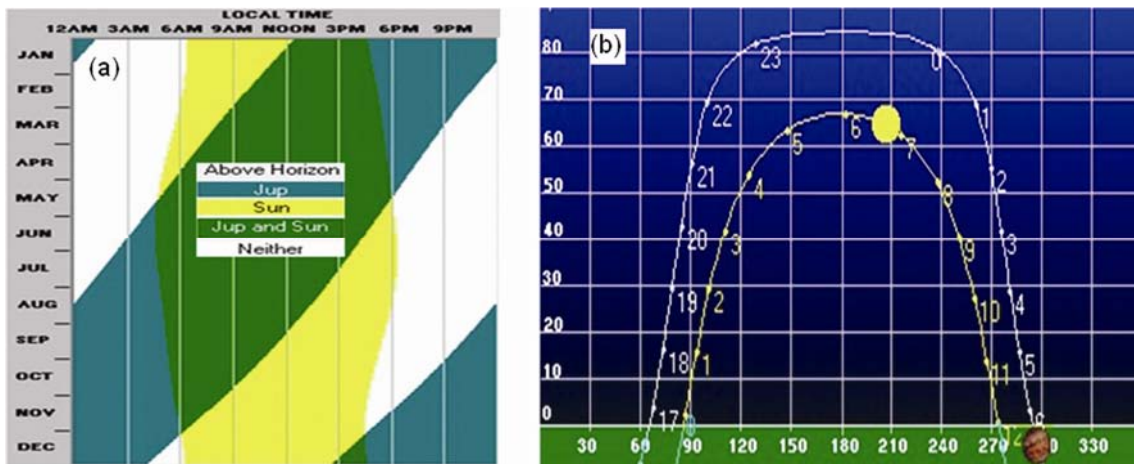 LOCAL TIME
12AM 3AM 6AM 9AM NOON 3PM 6PM 9PM
(a)
JAN
FEB
MAR
APR
MAY
JUN
JUL
AUG
SEP
OCT
NOV
DEC
Above Horizon
Jup
Sun
Jup and Sun
Neither
(b)
80
70
60
50
40
30
20
10
0
23
0
22
1
21
2
20
3
19
4
18
5
17
6
5
6
7
4
8
3
9
2
10
1
11
0
30 60 90 120 150 180 210 240 270 300 330